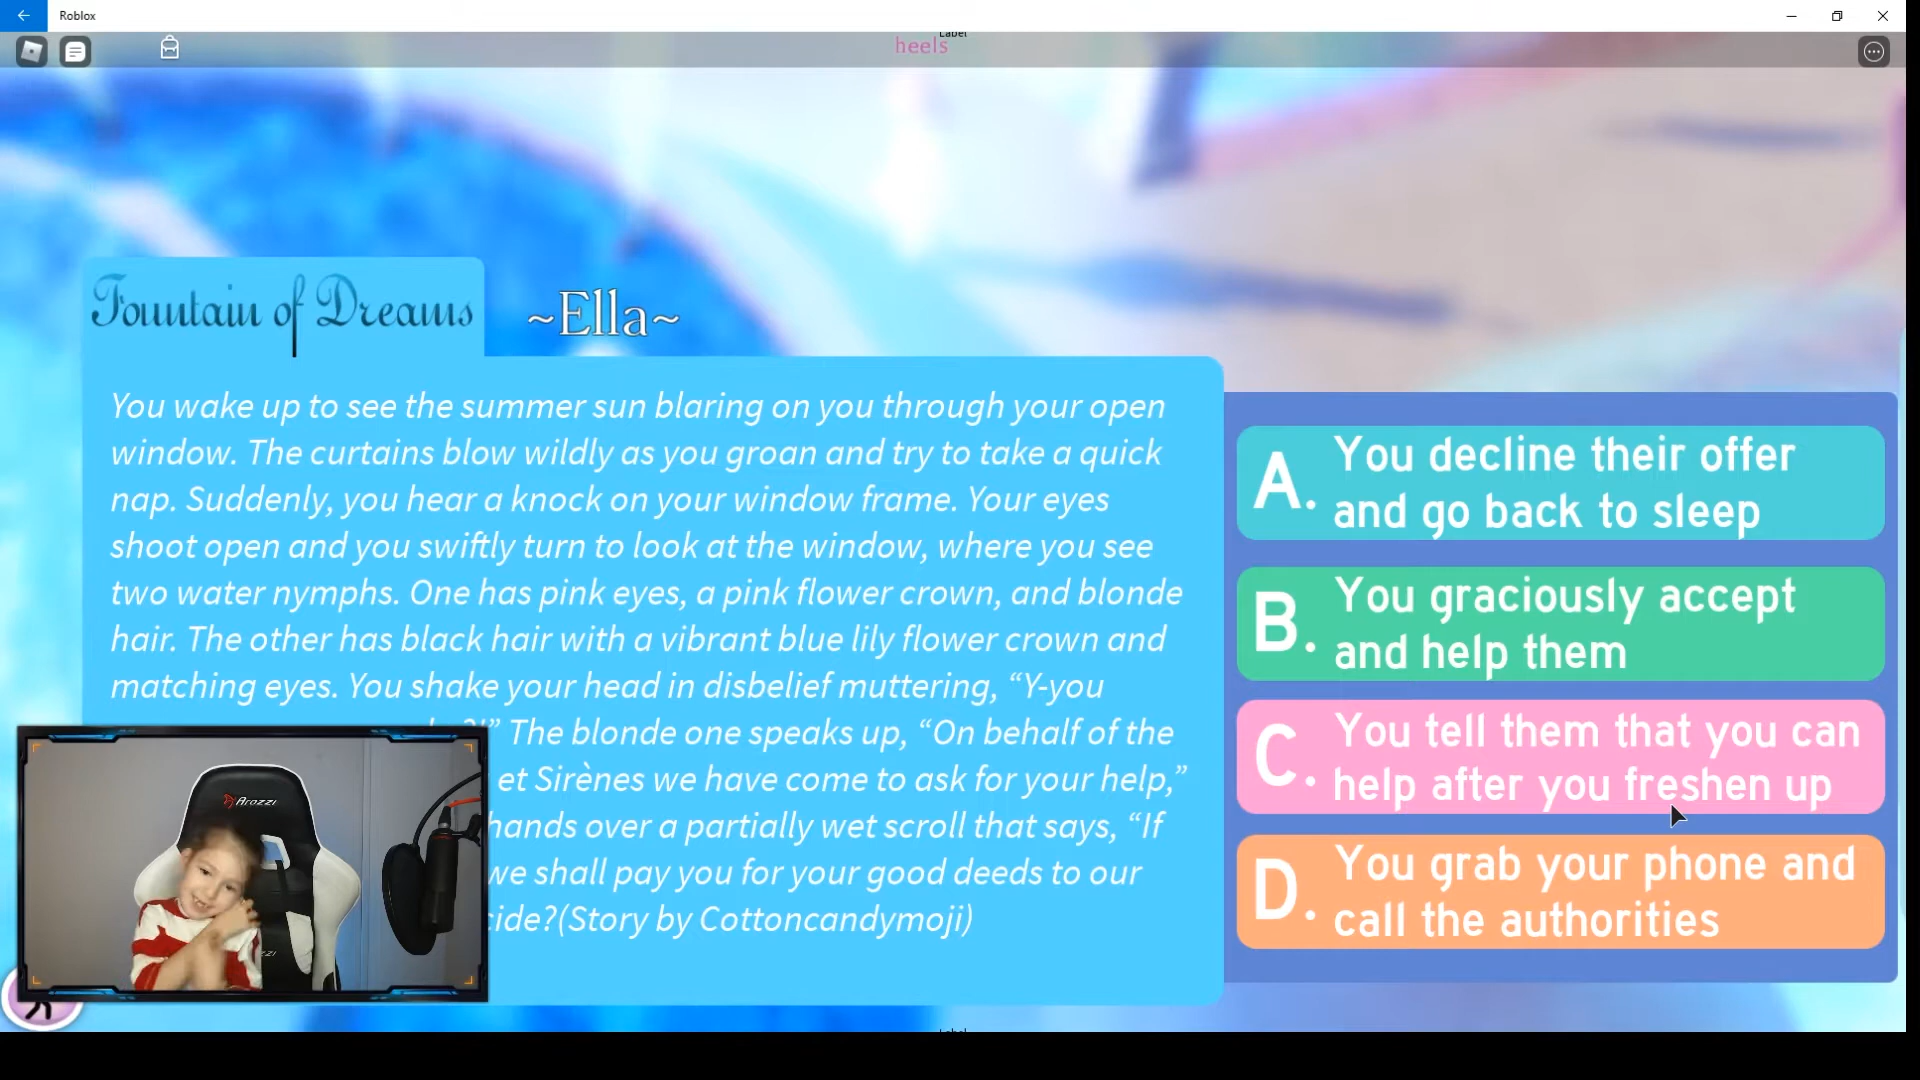 Roblox
Label
heels
Fountain of Dreams
~Ella~
You wake up to see the summer sun blaring on you through your open
window. The curtains blow wildly as you groan and try to take a quick
nap. Suddenly, you hear a knock on your window frame. Your eyes
shoot open and you swiftly turn to look at the window, where you see
two water nymphs. One has pink eyes, a pink flower crown, and blonde
hair. The other has black hair with a vibrant blue lily flower crown and
matching eyes. You shake your head in disbelief muttering, “Y-you
” The blonde one speaks up, “On behalf of the
et Sirènes we have come to ask for your help,”
hands over a partially wet scroll that says, “If
we shall pay you for your good deeds to our
cide?(Story by Cottoncandymoji)
A. You decline their offer
and go back to sleep
B. You graciously accept
and help them
C. You tell them that you can
help after you freshen up
D. You grab your phone and
call the authorities
Arozzi
Label